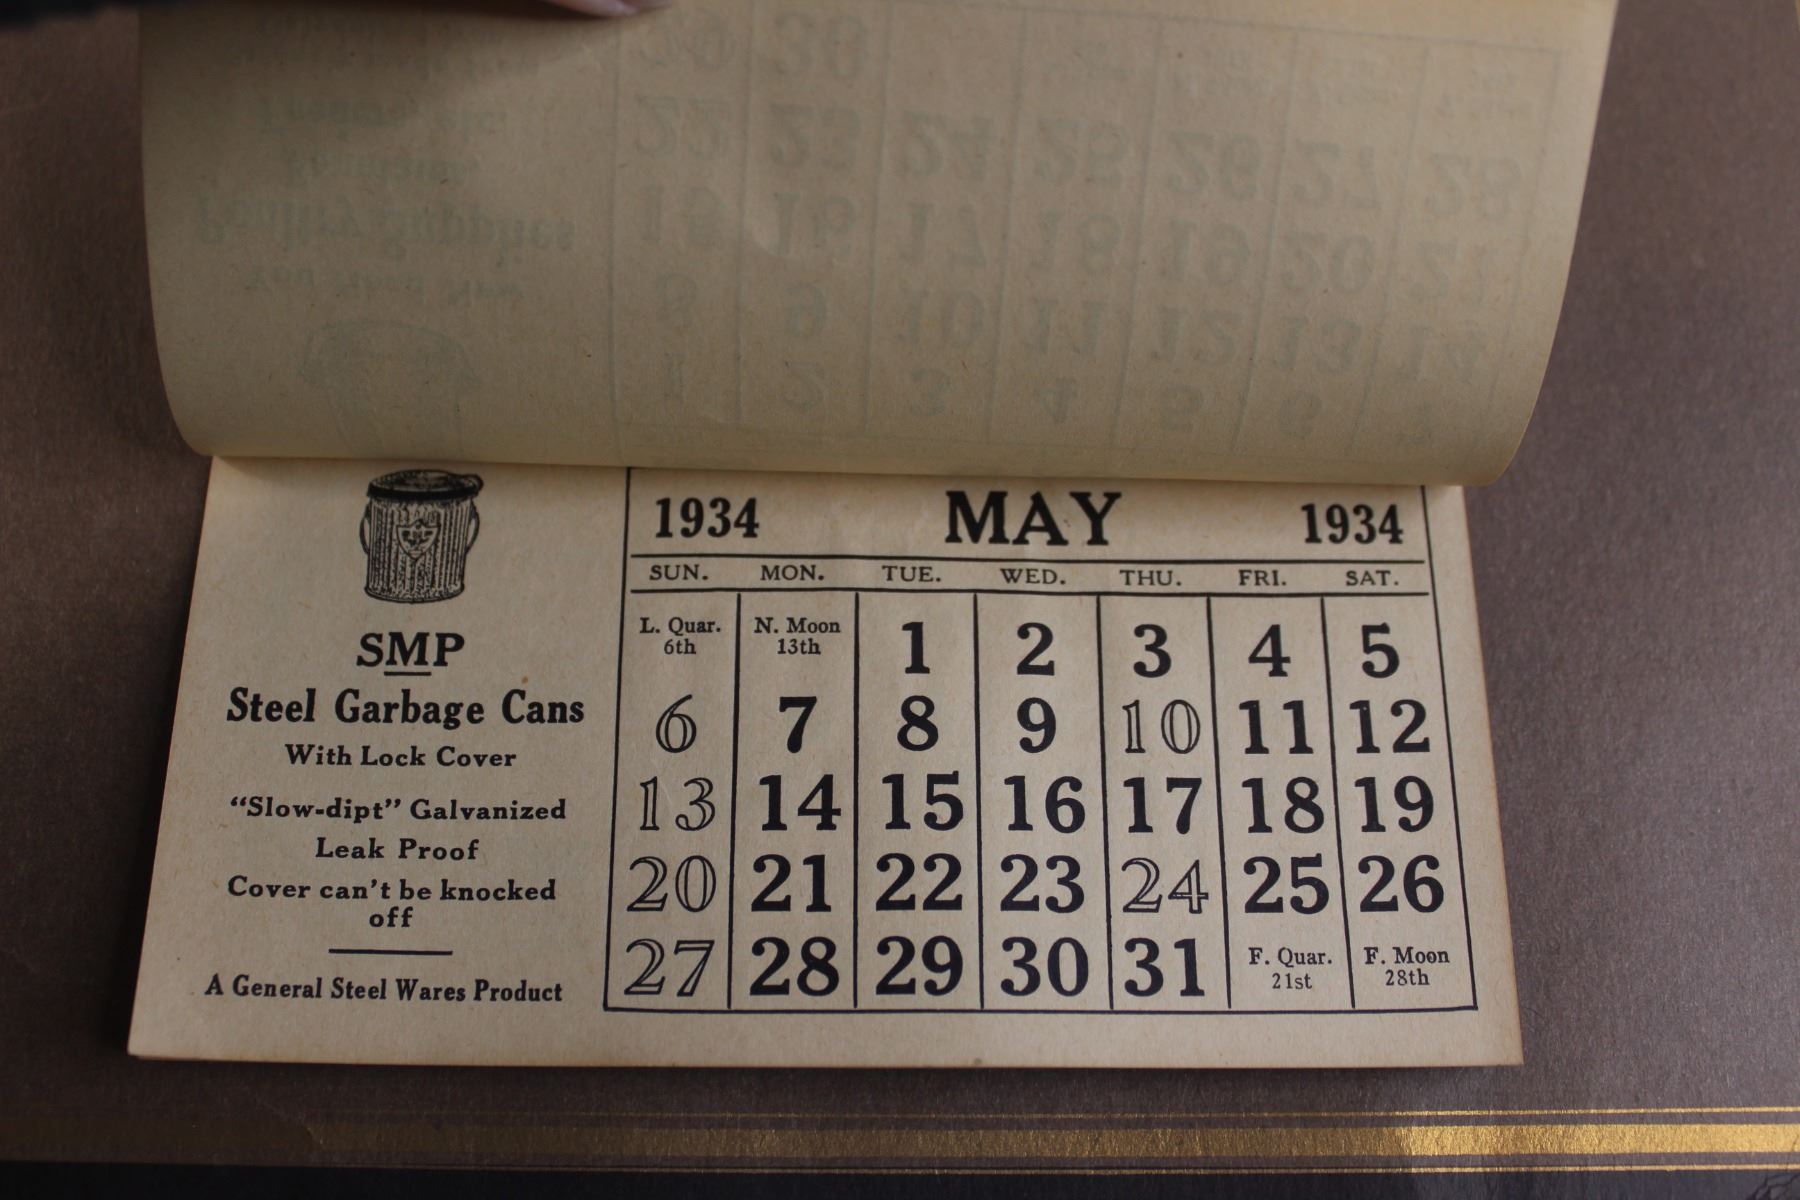 SMP
Steel Garbage Cans
With Lock Cover
“Slow-dipt” Galvanized
Leak Proof
Cover can’t be knocked
off
A General Steel Wares Product
1934 MAY 1934
SUN. MON. TUE. WED. THU. FRI. SAT.
L. Quar. 6th N. Moon 13th 1 2 3 4 5
6 7 8 9 10 11 12
13 14 15 16 17 18 19
20 21 22 23 24 25 26
27 28 29 30 31 F. Quar. 21st F. Moon 28th